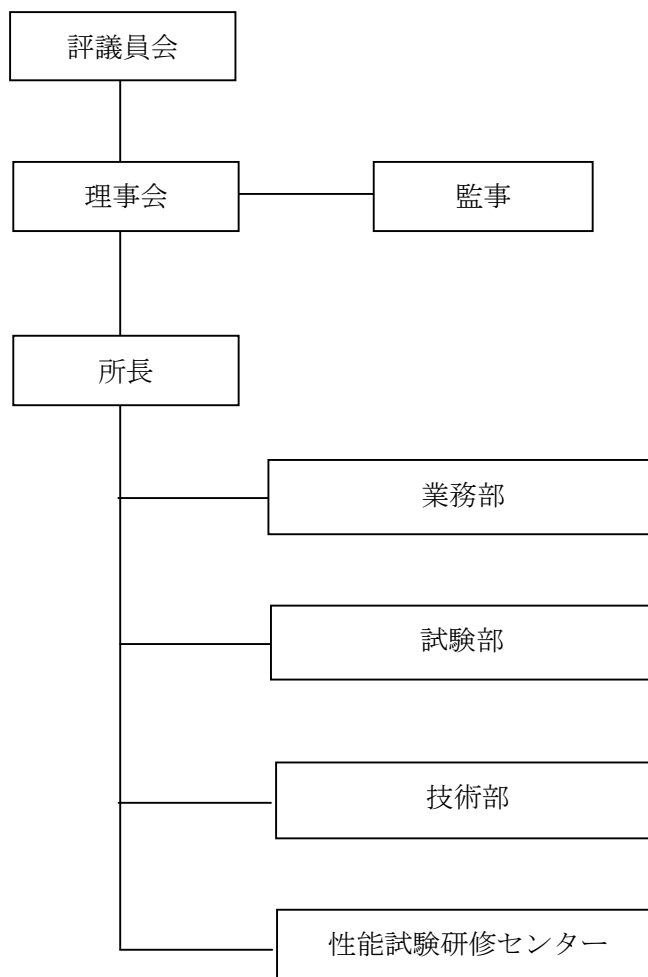 評議員会
理事会
監事
所長
業務部
試験部
技術部
性能試験研修センター